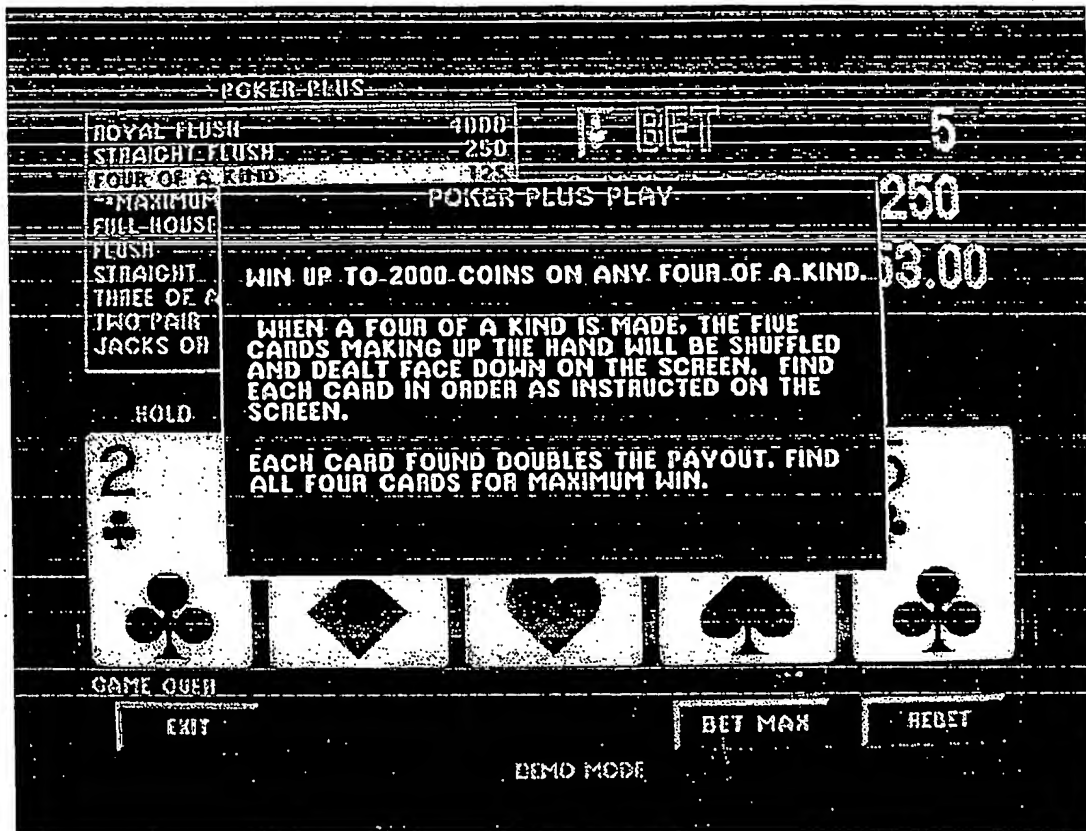 POKER PLUS
ROYAL FLUSH 4000
STRAIGHT FLUSH 250
FOUR OF A KIND 125
MAXIMUM
FULL HOUSE
FLUSH
STRAIGHT
THREE OF A
TWO PAIR
JACKS OR
BET 5
250
53.00
POKER PLUS PLAY
WIN UP TO 2000 COINS ON ANY FOUR OF A KIND.
WHEN A FOUR OF A KIND IS MADE, THE FIVE
CARDS MAKING UP THE HAND WILL BE SHUFFLED
AND DEALT FACE DOWN ON THE SCREEN. FIND
EACH CARD IN ORDER AS INSTRUCTED ON THE
SCREEN.
EACH CARD FOUND DOUBLES THE PAYOUT. FIND
ALL FOUR CARDS FOR MAXIMUM WIN.
HOLD
2
GAME OVER
EXIT
BET MAX
REBET
DEMO MODE